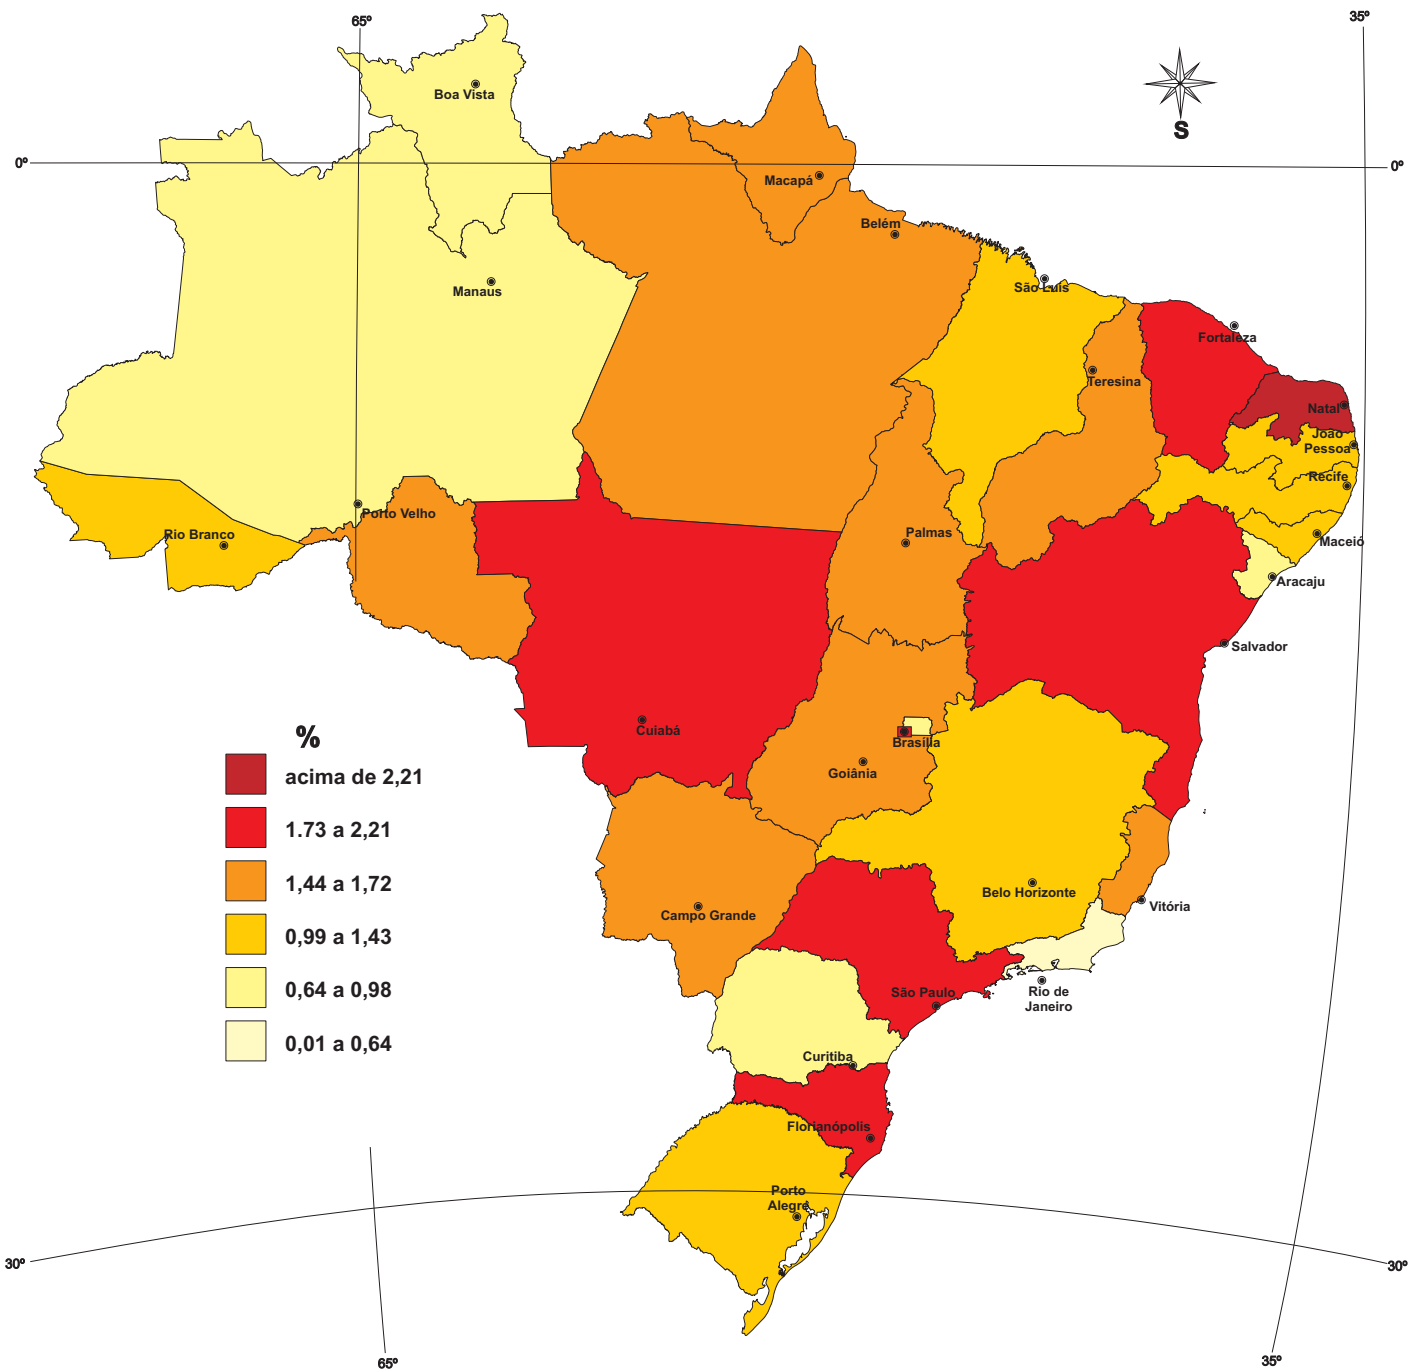 65º
35º
Boa Vista
S
0º
0º
Macapá
Belém
Manaus
São Luis
Fortaleza
Teresina
Natal
João
Pessoa
Recife
Porto Velho
Rio Branco
Palmas
Maceió
Aracaju
Salvador
Cuiabá
Brasília
Goiânia
%
acima de 2,21
1.73 a 2,21
1,44 a 1,72
0,99 a 1,43
0,64 a 0,98
0,01 a 0,64
Belo Horizonte
Campo Grande
Vitória
São Paulo
Rio de
Janeiro
Curitiba
Florianópolis
Porto
Alegre
30º
30º
65º
35º